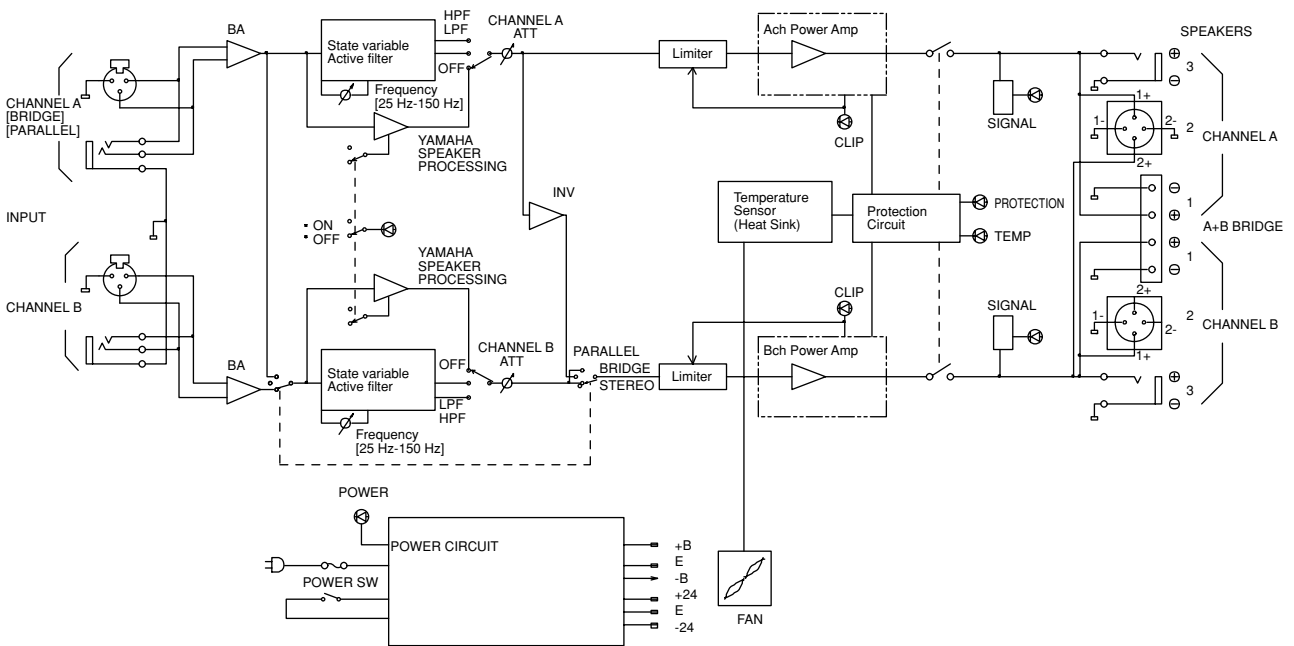 BA
State variable
Active filter
HPF
LPF
OFF
CHANNEL A
ATT
Frequency
[25 Hz-150 Hz]
YAMAHA
SPEAKER
PROCESSING
CHANNEL A
[BRIDGE]
[PARALLEL]
INPUT
CHANNEL B
ON
OFF
INV
Limiter
Ach Power Amp
CLIP
SIGNAL
SPEAKERS
+
3
-
1+
1-
2-
2
2+
CHANNEL A
Temperature
Sensor
(Heat Sink)
Protection
Circuit
PROTECTION
TEMP
-
1
+
A+B BRIDGE
+
1
-
YAMAHA
SPEAKER
PROCESSING
BA
State variable
Active filter
OFF
LPF
HPF
Frequency
[25 Hz-150 Hz]
CHANNEL B
ATT
PARALLEL
BRIDGE
STEREO
Limiter
CLIP
Bch Power Amp
SIGNAL
2+
1-
2-
2
1+
CHANNEL B
+
3
-
POWER
POWER CIRCUIT
POWER SW
+B
E
-B
+24
E
-24
FAN